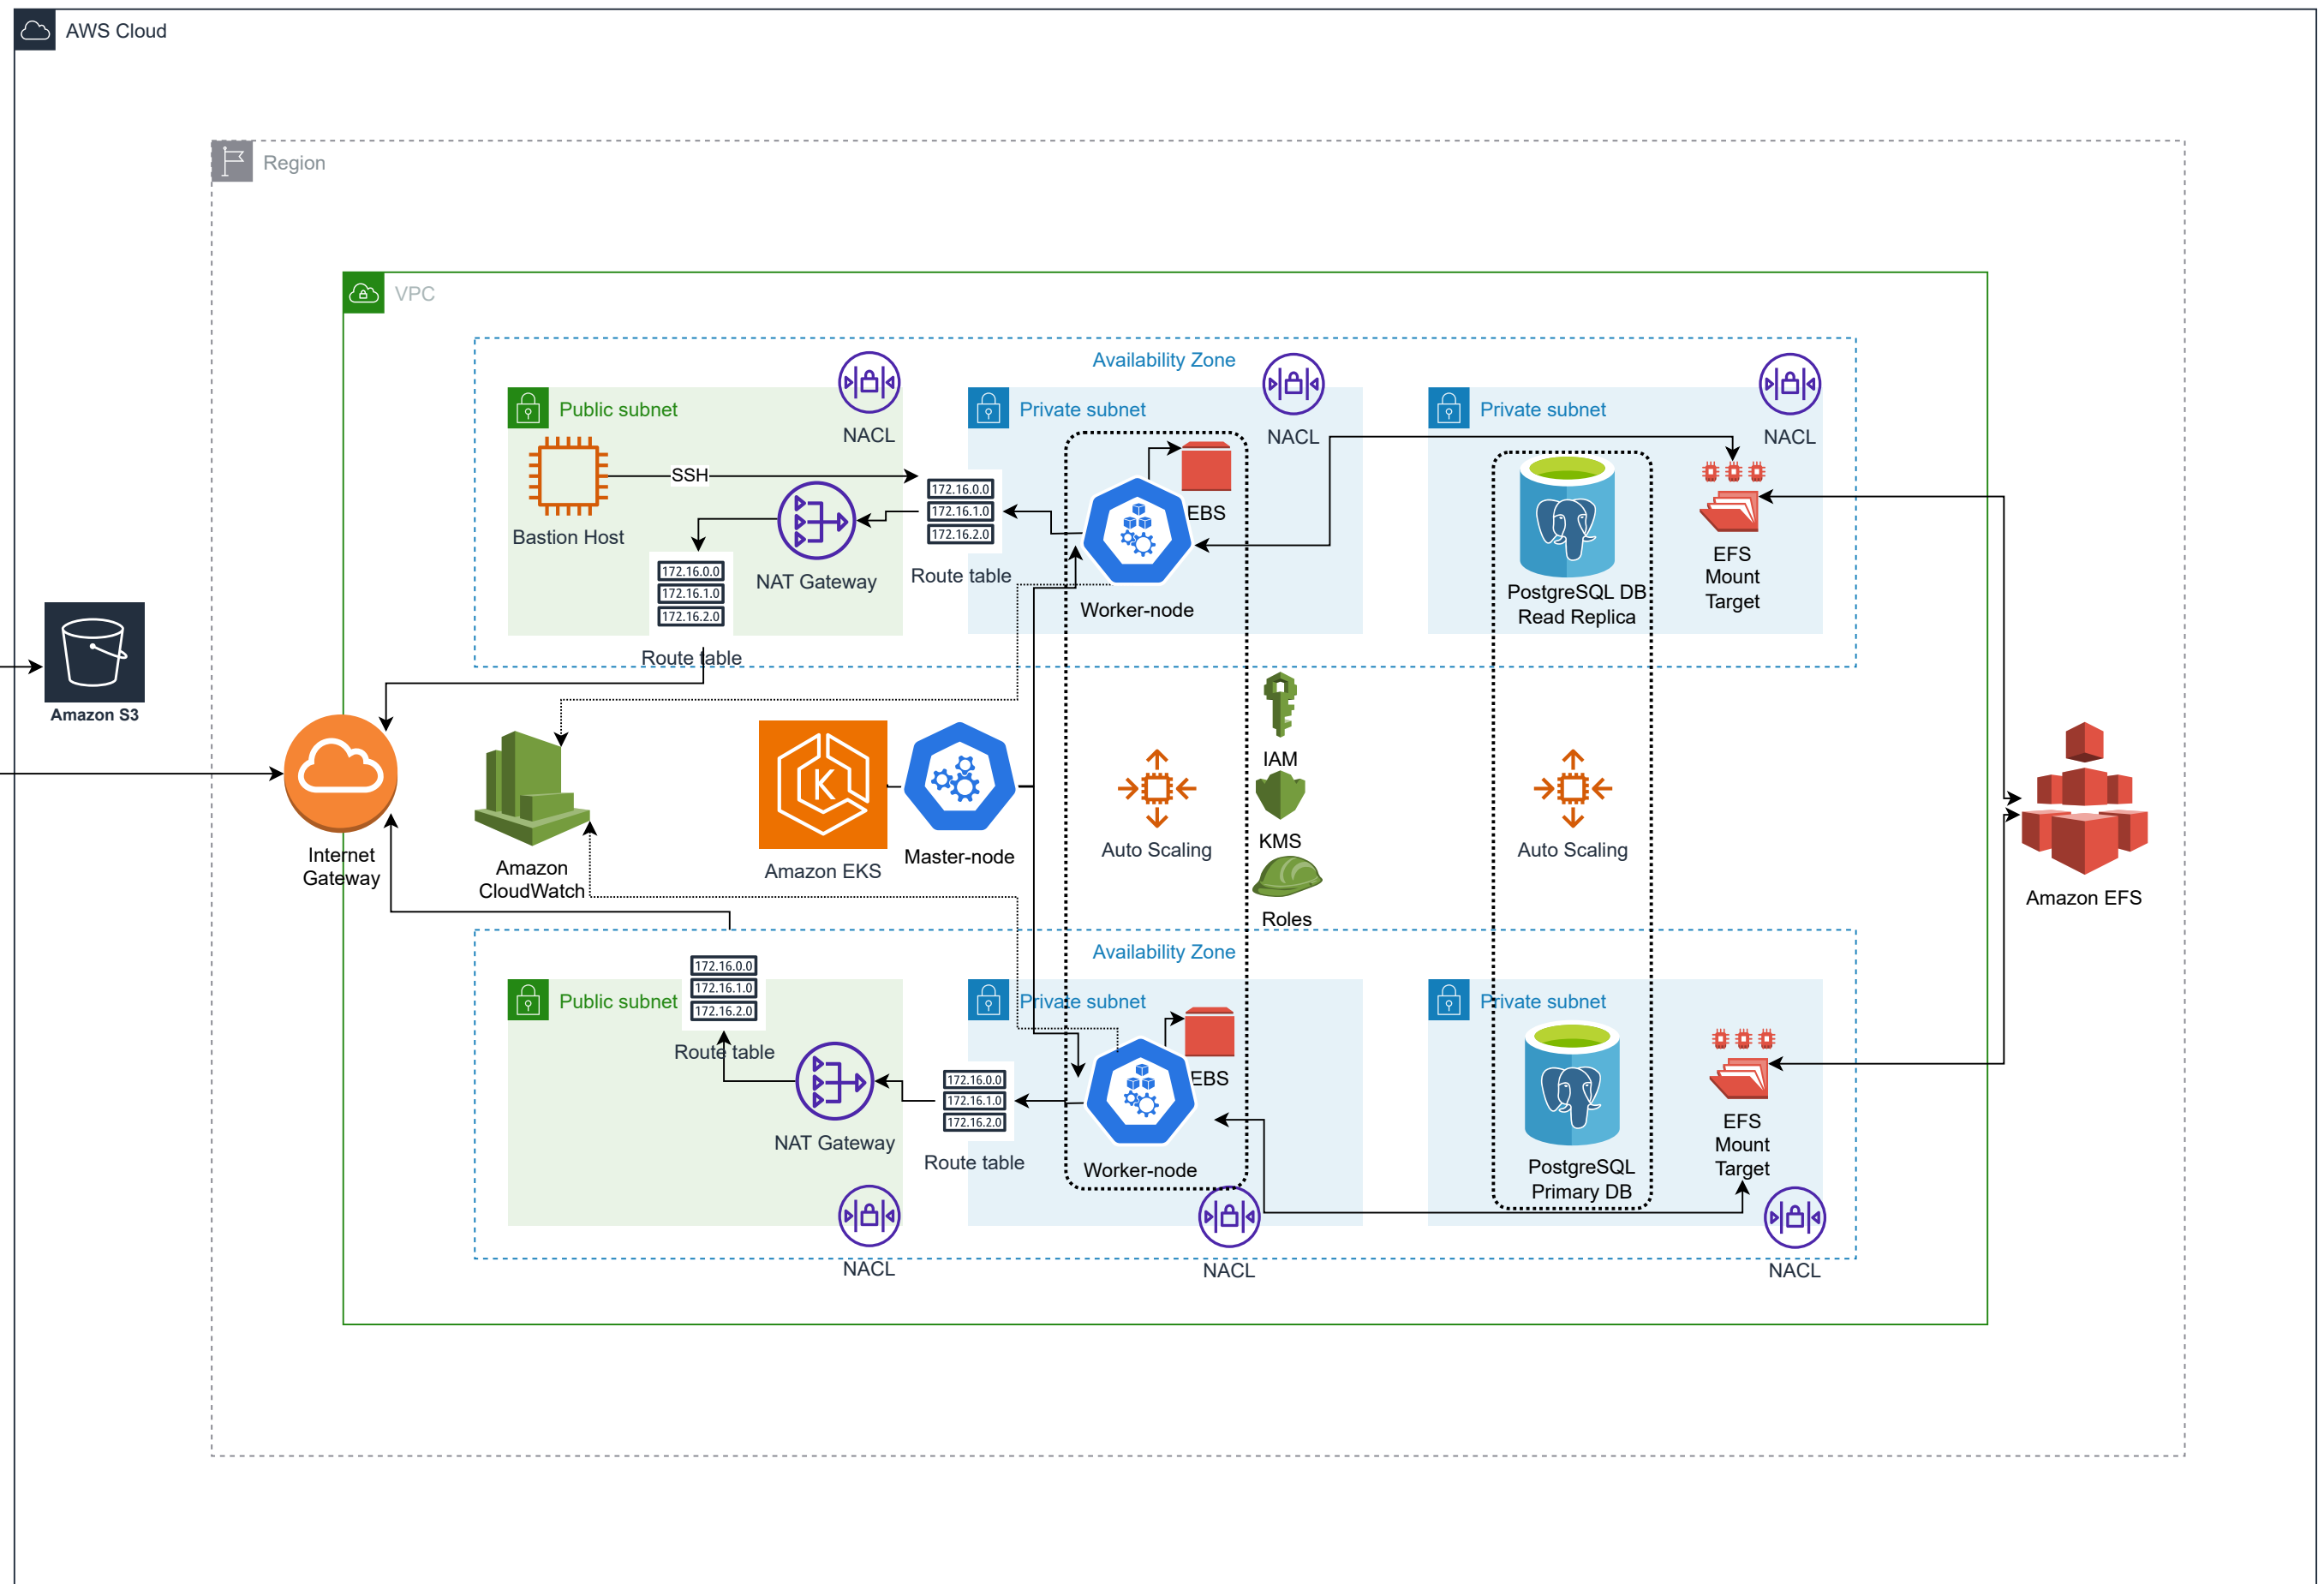 AWS Cloud
Region
VPC
Availability Zone
Public subnet
NACL
Private subnet
NACL
Private subnet
NACL
SSH
Bastion Host
NAT Gateway
172.16.0.0
172.16.1.0
172.16.2.0
Route table
172.16.0.0
172.16.1.0
172.16.2.0
Route table
EBS
Worker-node
PostgreSQL DB
Read Replica
EFS
Mount
Target
Amazon S3
Internet
Gateway
Amazon
CloudWatch
Amazon EKS
Master-node
Auto Scaling
IAM
KMS
Roles
Auto Scaling
Amazon EFS
Availability Zone
Public subnet
172.16.0.0
172.16.1.0
172.16.2.0
Route table
Private subnet
Private subnet
NAT Gateway
172.16.0.0
172.16.1.0
172.16.2.0
Route table
EBS
Worker-node
PostgreSQL
Primary DB
EFS
Mount
Target
NACL
NACL
NACL